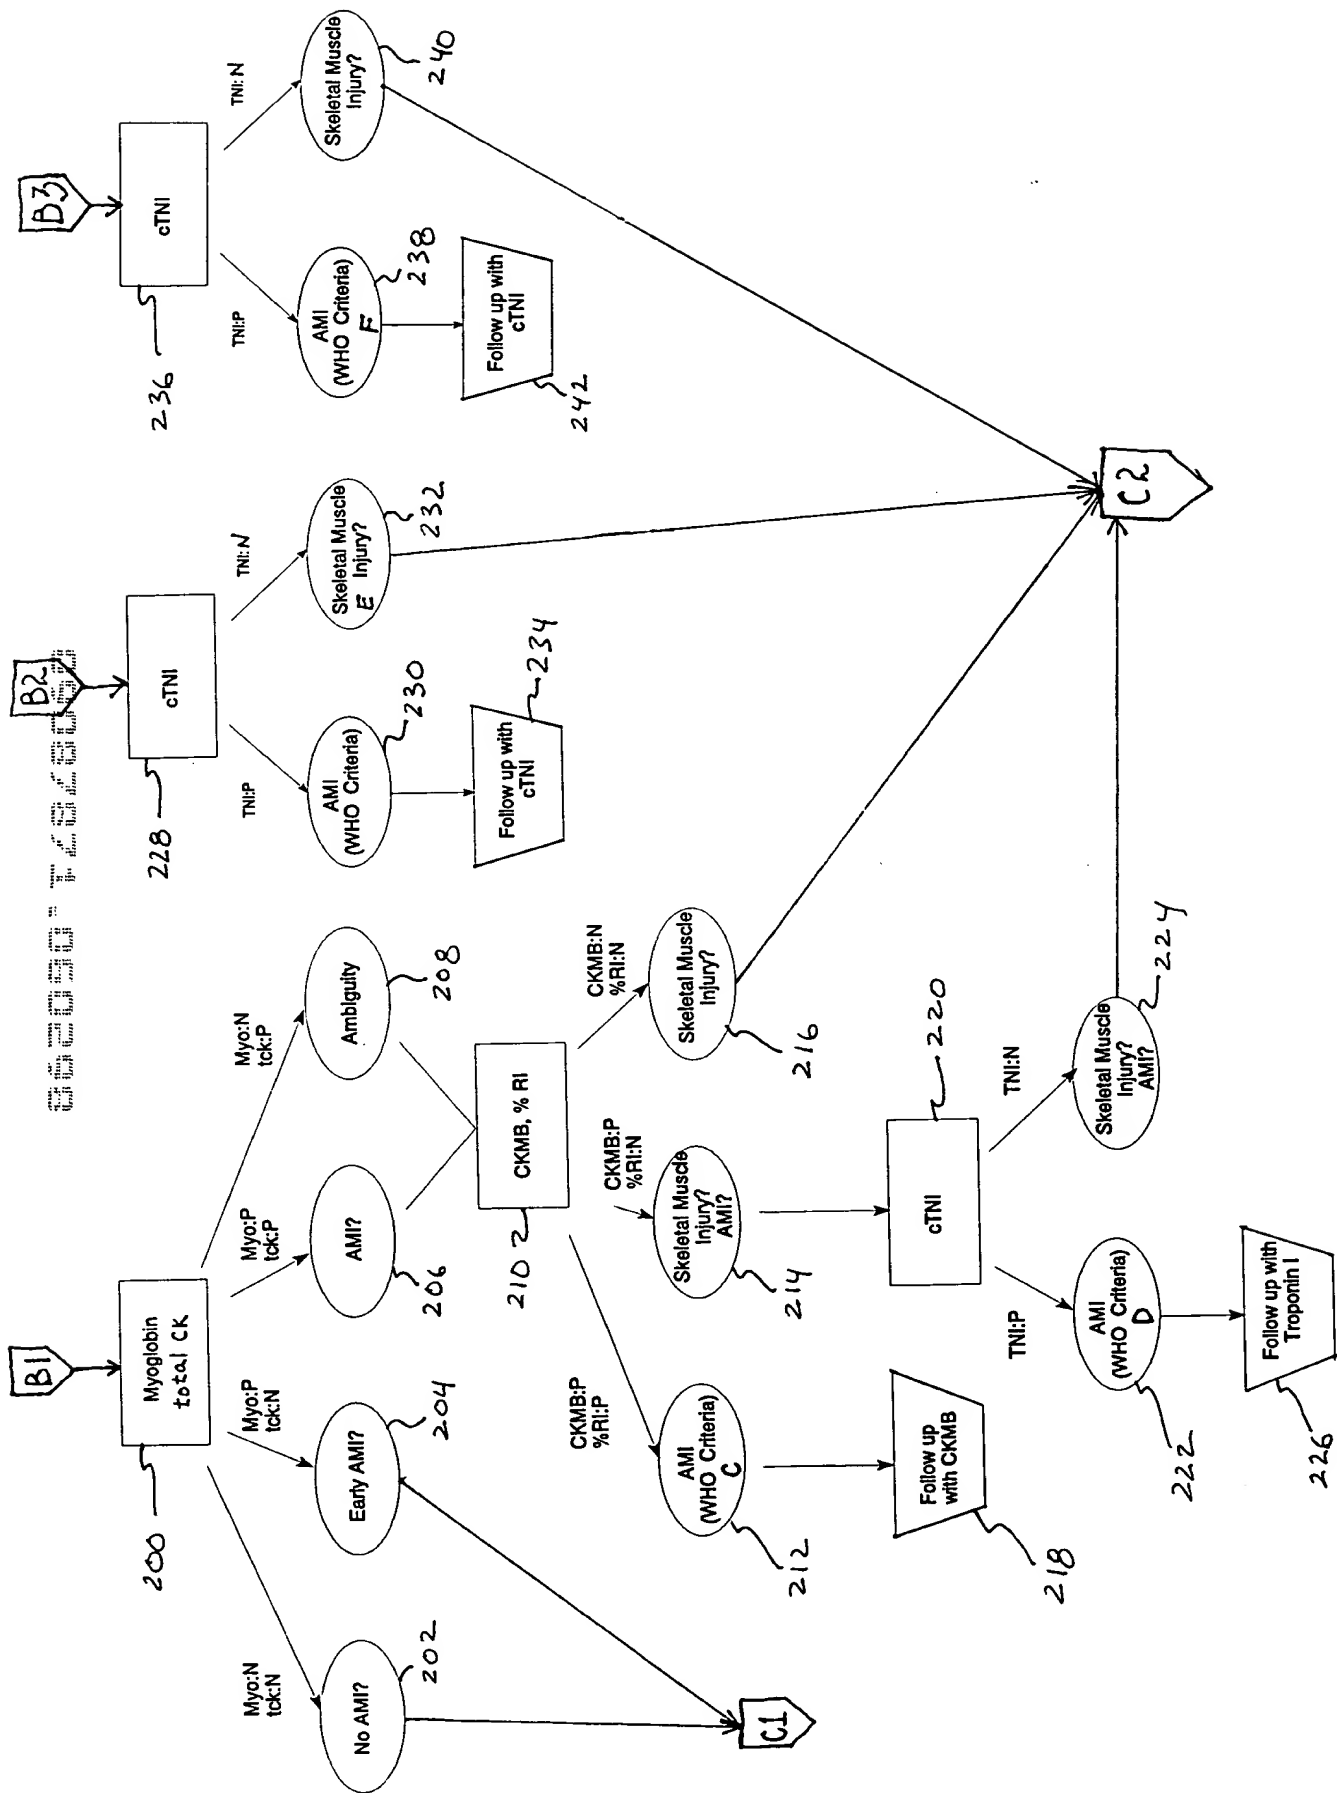 B1
200
Myoglobin
total CK
Myo:N
tck:N
Myo:P
tck:N
Myo:P
tck:P
Myo:N
tck:P
No AMI?
202
Early AMI?
204
AMI?
206
Ambiguity
208
C1
2102
CKMB, % RI
CKMB:P
%RI:P
CKMB:P
%RI:N
CKMB:N
%RI:N
AMI
(WHO Criteria)
C
212
Skeletal Muscle
Injury?
AMI?
214
Skeletal Muscle
Injury?
216
Follow up
with CKMB
218
cTNI
220
TNI:P
TNI:N
AMI
(WHO Criteria)
D
222
Skeletal Muscle
Injury?
AMI?
224
Follow up with
Troponin I
226
B2
228
cTNI
TNI:P
TNI:N
AMI
(WHO Criteria)
230
Skeletal Muscle
E Injury?
232
Follow up with
cTNI
234
B3
236
cTNI
TNI:P
TNI:N
AMI
(WHO Criteria)
F
238
Skeletal Muscle
Injury?
240
Follow up with
cTNI
242
C2